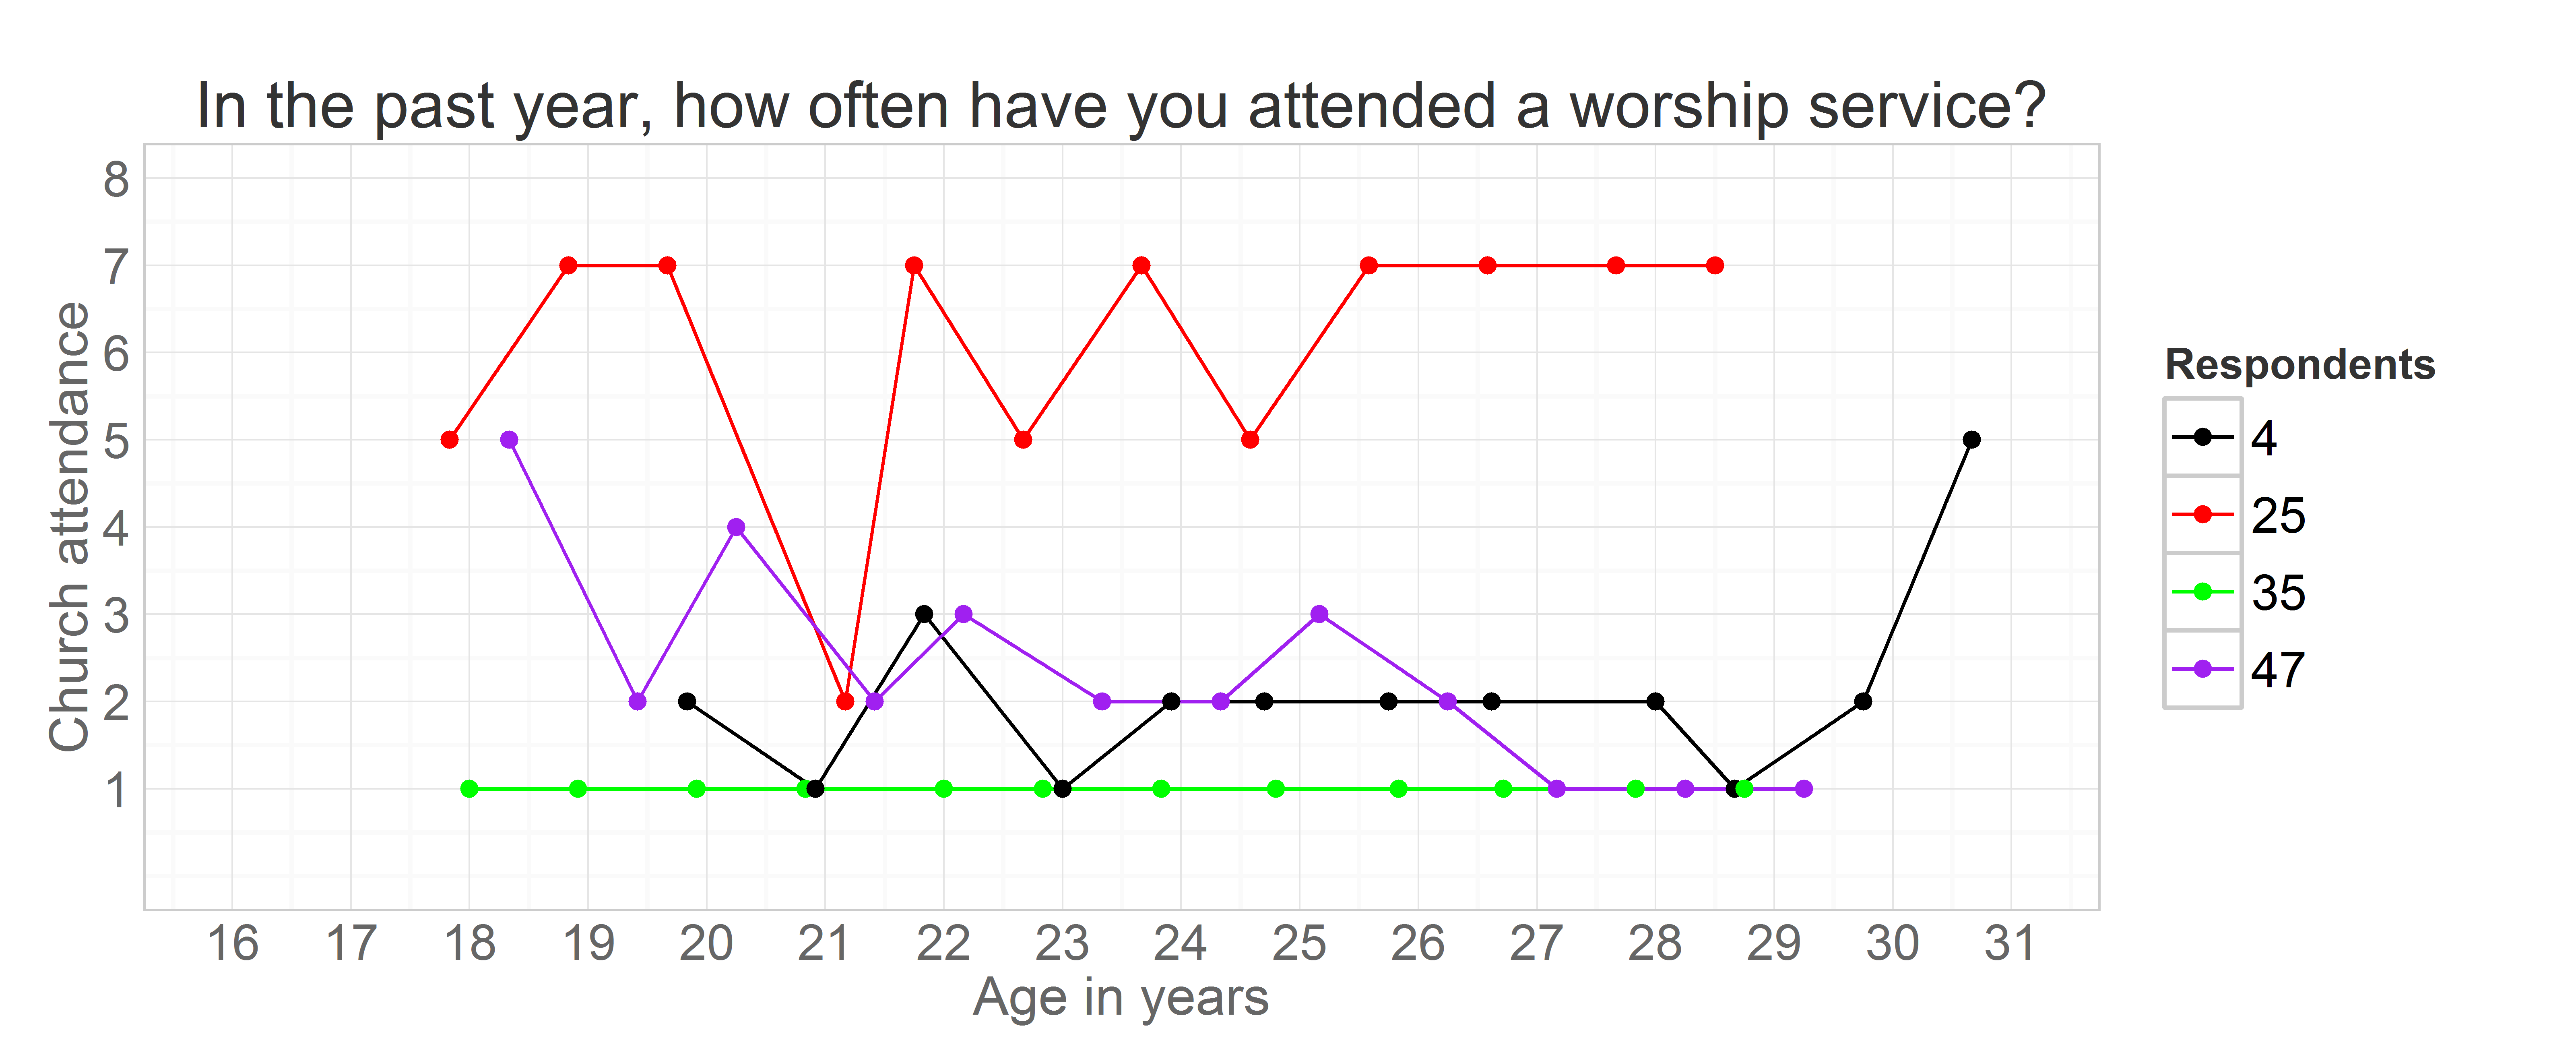 In the past year, how often have you attended a worship service?
Church attendance
8
7
6
5
4
3
2
1
16 17 18 19 20 21 22 23 24 25 26 27 28 29 30 31
Age in years
Respondents
4
25
35
47